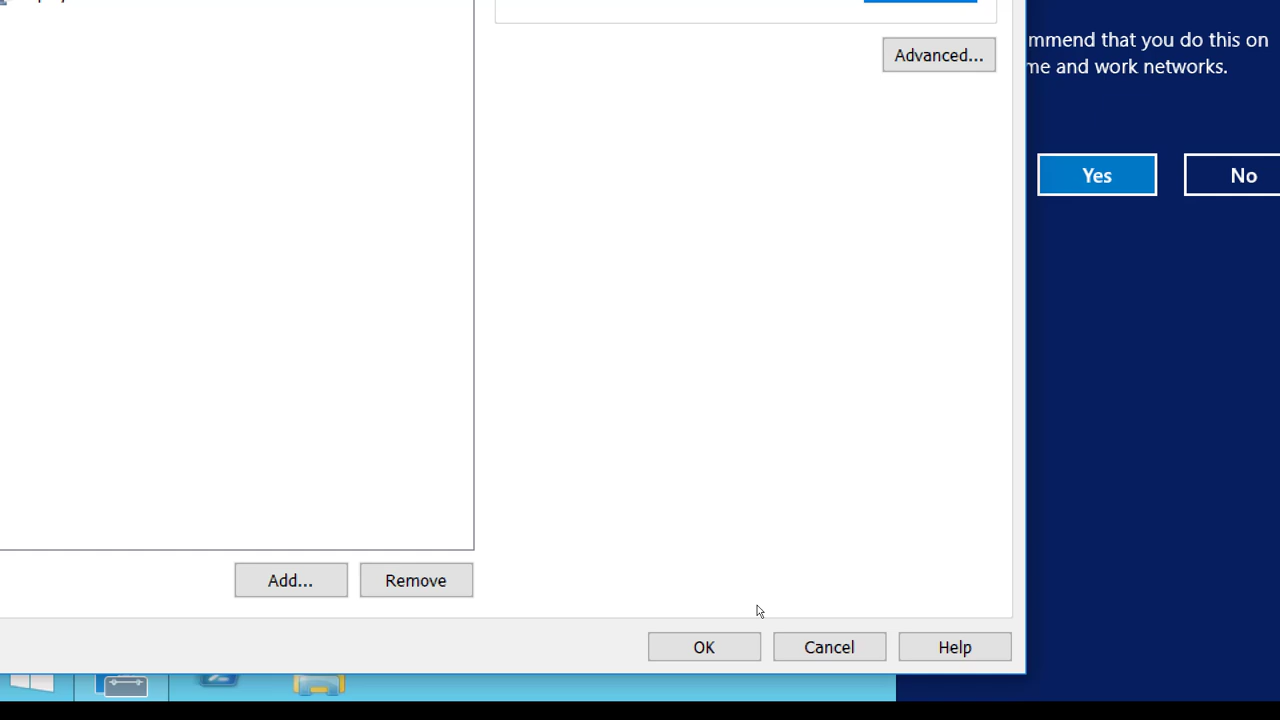 Advanced...
mmend that you do this on
me and work networks.
Yes
No
Add...
Remove
OK
Cancel
Help